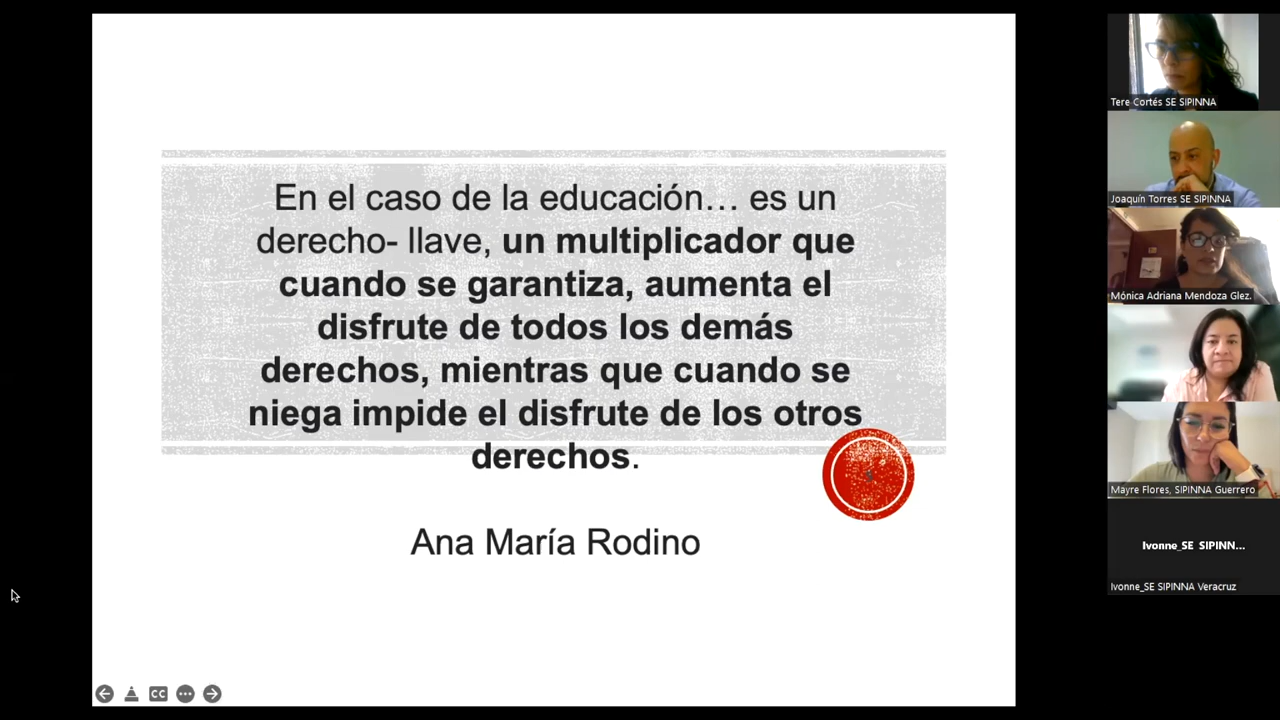 En el caso de la educación… es un
derecho- llave, un multiplicador que
cuando se garantiza, aumenta el
disfrute de todos los demás
derechos, mientras que cuando se
niega impide el disfrute de los otros
derechos.
Ana María Rodino
CC
Tere Cortés SE SIPINNA
Joaquín Torres SE SIPINNA
Mónica Adriana Mendoza Glez.
Mayre Flores, SIPINNA Guerrero
Ivonne_SE SIPINN...
Ivonne_SE SIPINNA Veracruz